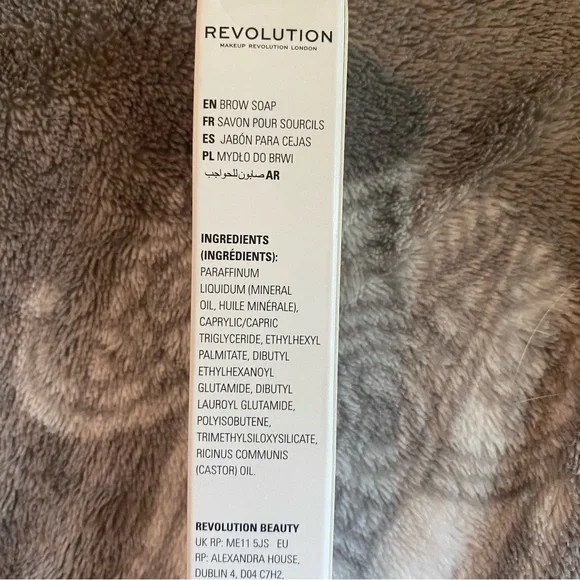 REVOLUTION
MAKEUP REVOLUTION LONDON
EN BROW SOAP
FR SAVON POUR SOURCILS
ES JABÓN PARA CEJAS
PL MYDŁO DO BRWI
صابون للحواجب AR
INGREDIENTS
(INGRÉDIENTS):
PARAFFINUM
LIQUIDUM (MINERAL
OIL, HUILE MINÉRALE),
CAPRYLIC/CAPRIC
TRIGLYCERIDE, ETHYLHEXYL
PALMITATE, DIBUTYL
ETHYLHEXANOYL
GLUTAMIDE, DIBUTYL
LAUROYL GLUTAMIDE,
POLYISOBUTENE,
TRIMETHYLSILOXYSILICATE,
RICINUS COMMUNIS
(CASTOR) OIL.
REVOLUTION BEAUTY
UK RP: ME11 5JS EU
RP: ALEXANDRA HOUSE,
DUBLIN 4, D04 C7H2,